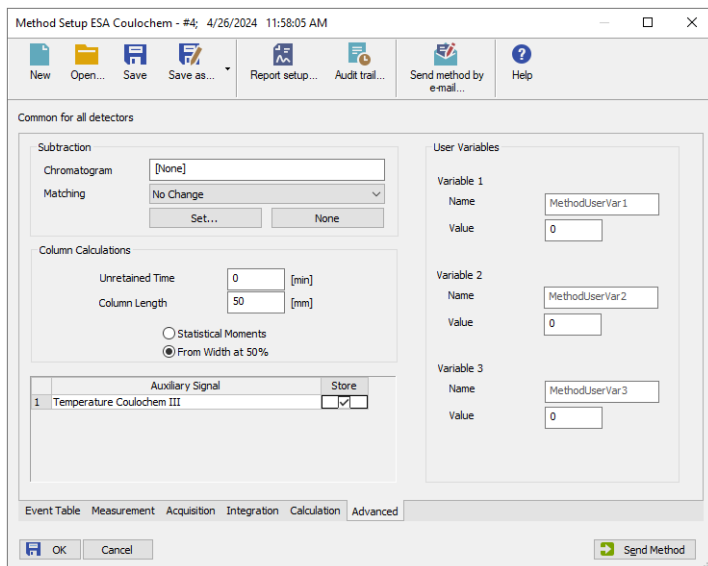 Method Setup ESA Coulochem - #4; 4/26/2024 11:58:05 AM
New Open... Save Save as... Report setup... Audit trail... Send method by e-mail... Help
Common for all detectors
Subtraction
Chromatogram [None]
Matching No Change
Set... None
Column Calculations
Unretained Time 0 [min]
Column Length 50 [mm]
Statistical Moments
From Width at 50%
Auxiliary Signal Store
1 Temperature Coulochem III
User Variables
Variable 1
Name MethodUserVar1
Value 0
Variable 2
Name MethodUserVar2
Value 0
Variable 3
Name MethodUserVar3
Value 0
Event Table Measurement Acquisition Integration Calculation Advanced
OK Cancel Send Method